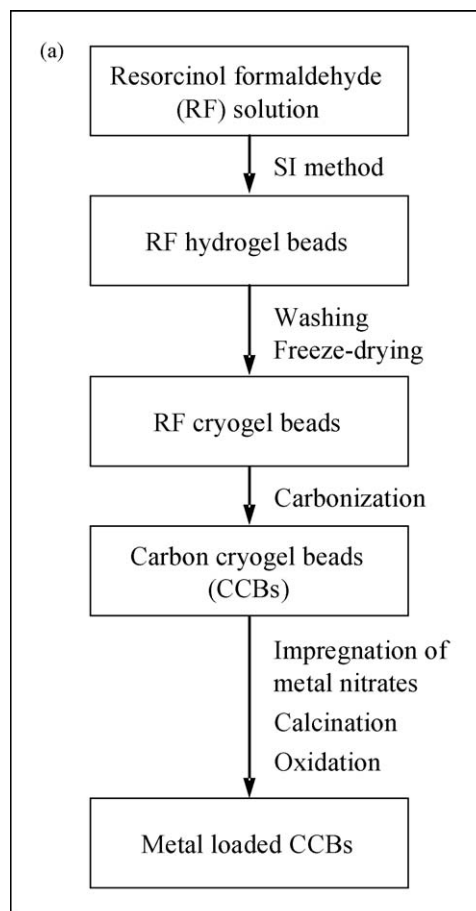 (a)
Resorcinol formaldehyde
(RF) solution
SI method
RF hydrogel beads
Washing
Freeze-drying
RF cryogel beads
Carbonization
Carbon cryogel beads
(CCBs)
Impregnation of
metal nitrates
Calcination
Oxidation
Metal loaded CCBs